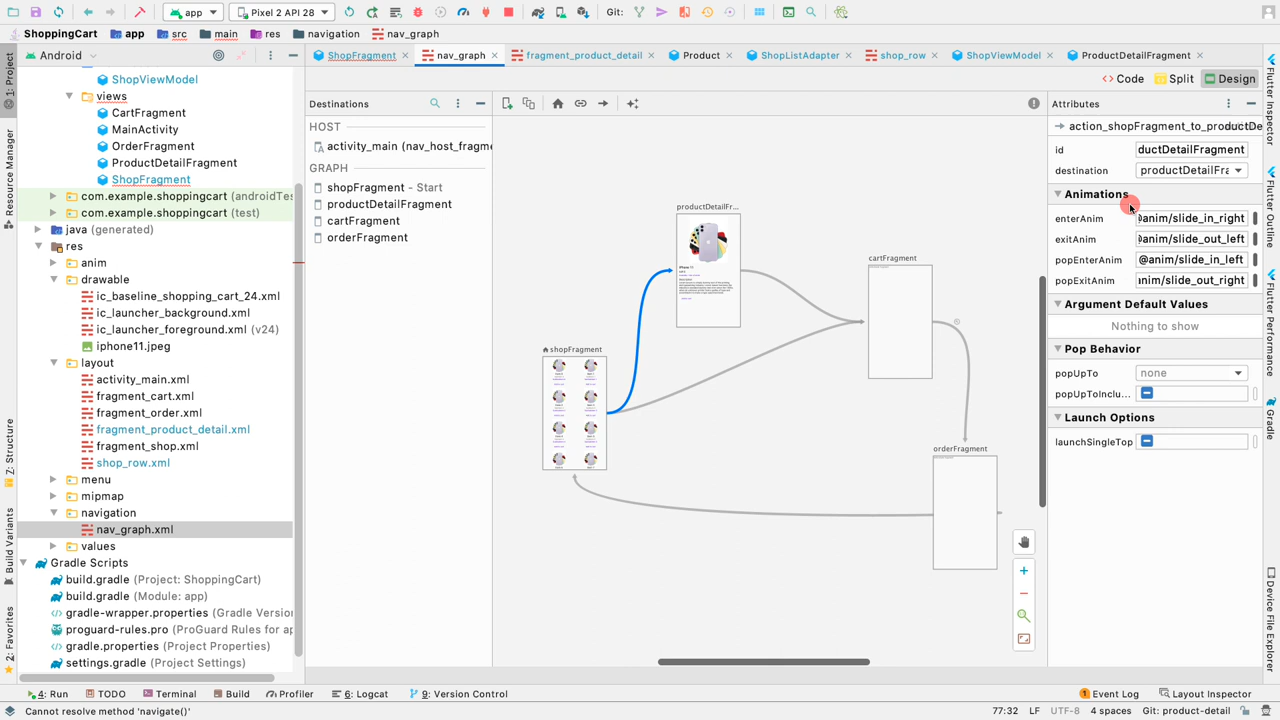 app
Pixel 2 API 28
Git:
ShoppingCart
app
src
main
res
navigation
nav_graph
Android
ShopFragment
nav_graph
fragment_product_detail
Product
ShopListAdapter
shop_row
ShopViewModel
ProductDetailFragment
Code
Split
Design
1: Project
Resource Manager
Z: Structure
Build Variants
2: Favorites
ShopViewModel
views
CartFragment
MainActivity
OrderFragment
ProductDetailFragment
ShopFragment
com.example.shoppingcart (androidTes
com.example.shoppingcart (test)
java (generated)
res
anim
drawable
ic_baseline_shopping_cart_24.xml
ic_launcher_background.xml
ic_launcher_foreground.xml (v24)
iphone11.jpeg
layout
activity_main.xml
fragment_cart.xml
fragment_order.xml
fragment_product_detail.xml
fragment_shop.xml
shop_row.xml
menu
mipmap
navigation
nav_graph.xml
values
Gradle Scripts
build.gradle (Project: ShoppingCart)
build.gradle (Module: app)
gradle-wrapper.properties (Gradle Version
proguard-rules.pro (ProGuard Rules for ap
gradle.properties (Project Properties)
settings.gradle (Project Settings)
Destinations
HOST
activity_main (nav_host_fragme
GRAPH
shopFragment - Start
productDetailFragment
cartFragment
orderFragment
productDetailFr...
cartFragment
shopFragment
orderFragment
Attributes
action_shopFragment_to_productDe
id
ductDetailFragment
destination
productDetailFra
Animations
enterAnim
@anim/slide_in_right
exitAnim
@anim/slide_out_left
popEnterAnim
@anim/slide_in_left
popExitAnim
nim/slide_out_right
Argument Default Values
Nothing to show
Pop Behavior
popUpTo
none
popUpToInclu...
Launch Options
launchSingleTop
Flutter Inspector
Flutter Outline
Flutter Performance
Gradle
Device File Explorer
4: Run
TODO
Terminal
Build
Profiler
6: Logcat
9: Version Control
1 Event Log
Layout Inspector
Cannot resolve method 'navigate()'
77:32 LF UTF-8 4 spaces Git: product-detail